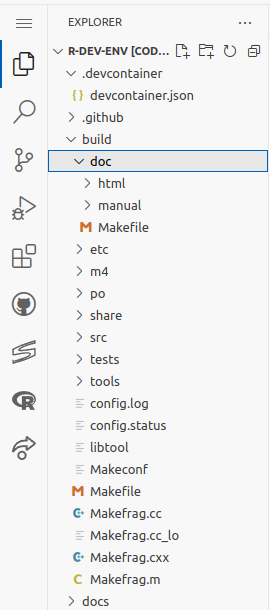 EXPLORER
R-DEV-ENV [COD...
.devcontainer
{ } devcontainer.json
.github
build
doc
html
manual
M Makefile
etc
m4
po
share
src
tests
tools
config.log
config.status
libtool
Makeconf
M Makefile
C++ Makefrag.cc
Makefrag.cc_lo
C++ Makefrag.cxx
C Makefrag.m
docs